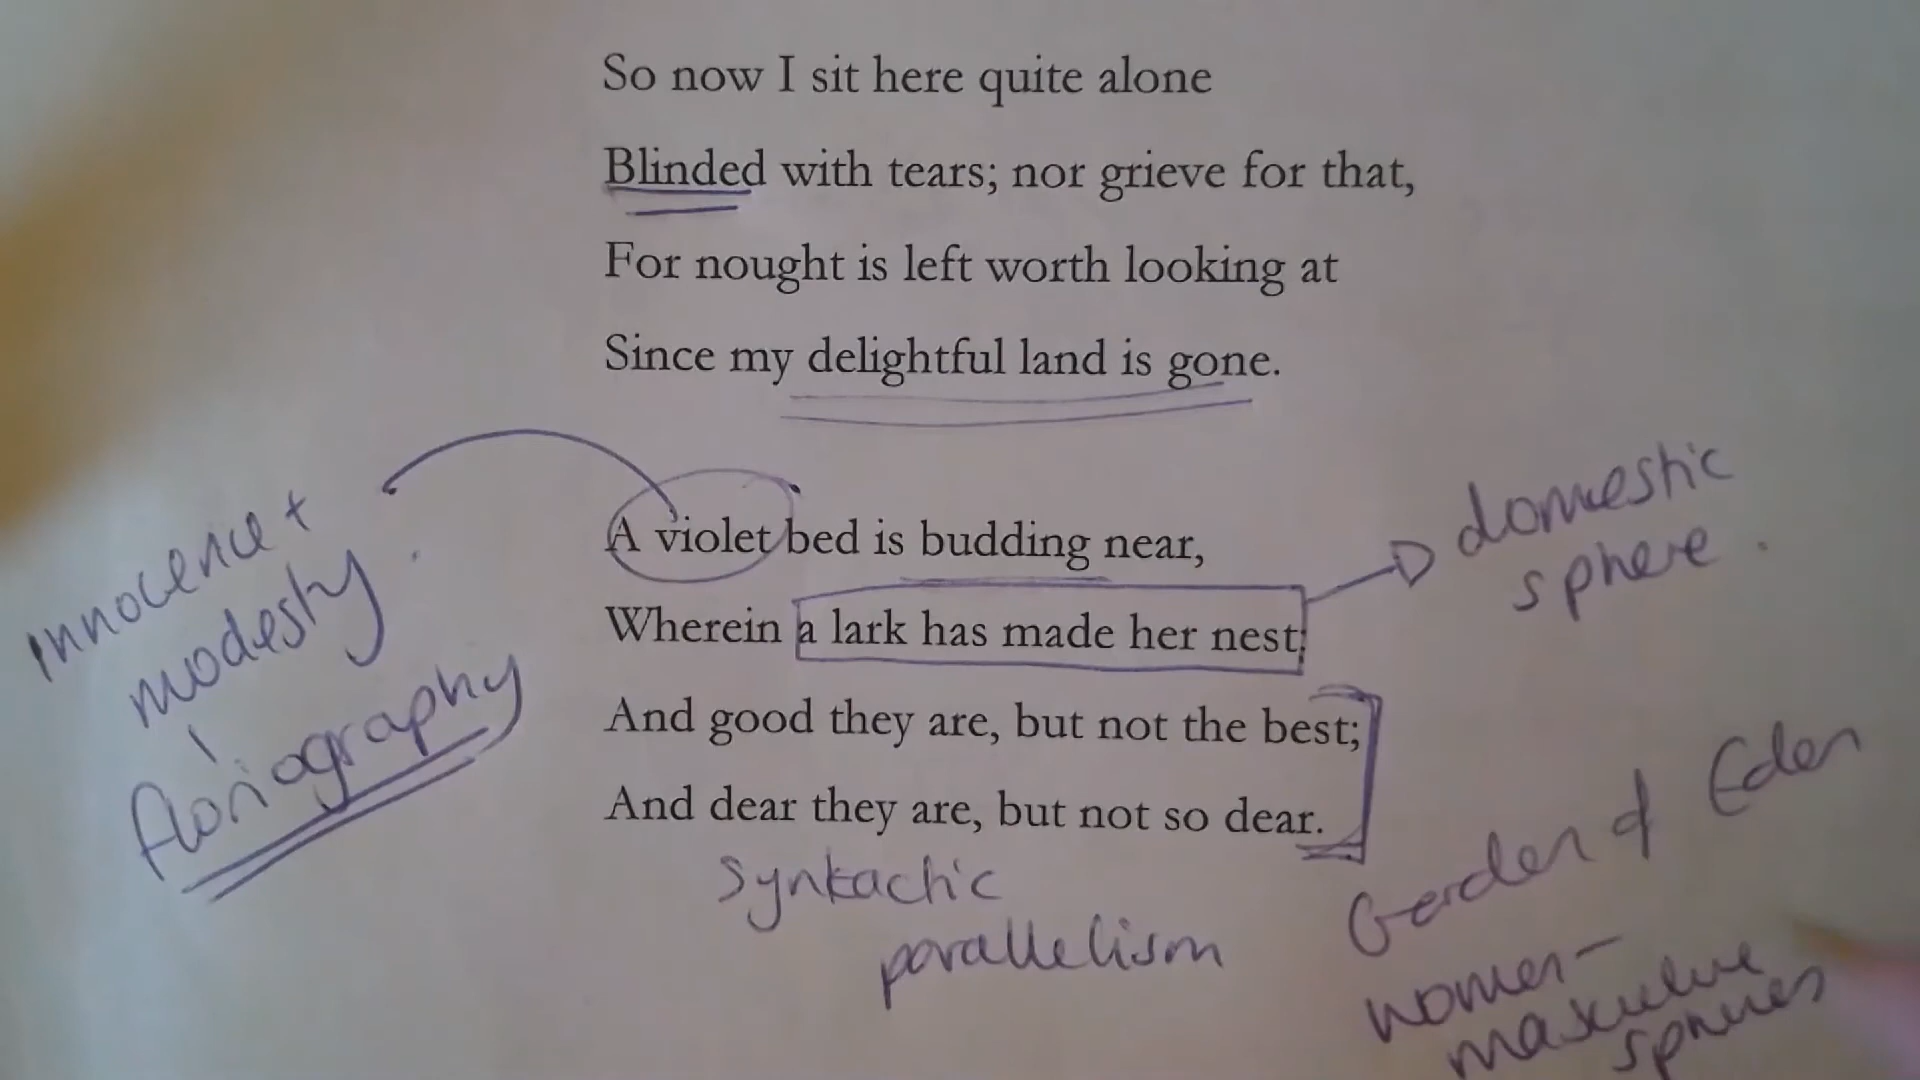 So now I sit here quite alone
Blinded with tears; nor grieve for that,
For nought is left worth looking at
Since my delightful land is gone.
A violet bed is budding near,
Wherein a lark has made her nest;
And good they are, but not the best;
And dear they are, but not so dear.
innocence +
modesty.
floriography
domestic
sphere.
syntactic
parallelism
Garden of Eden
women -
masculine
spheres